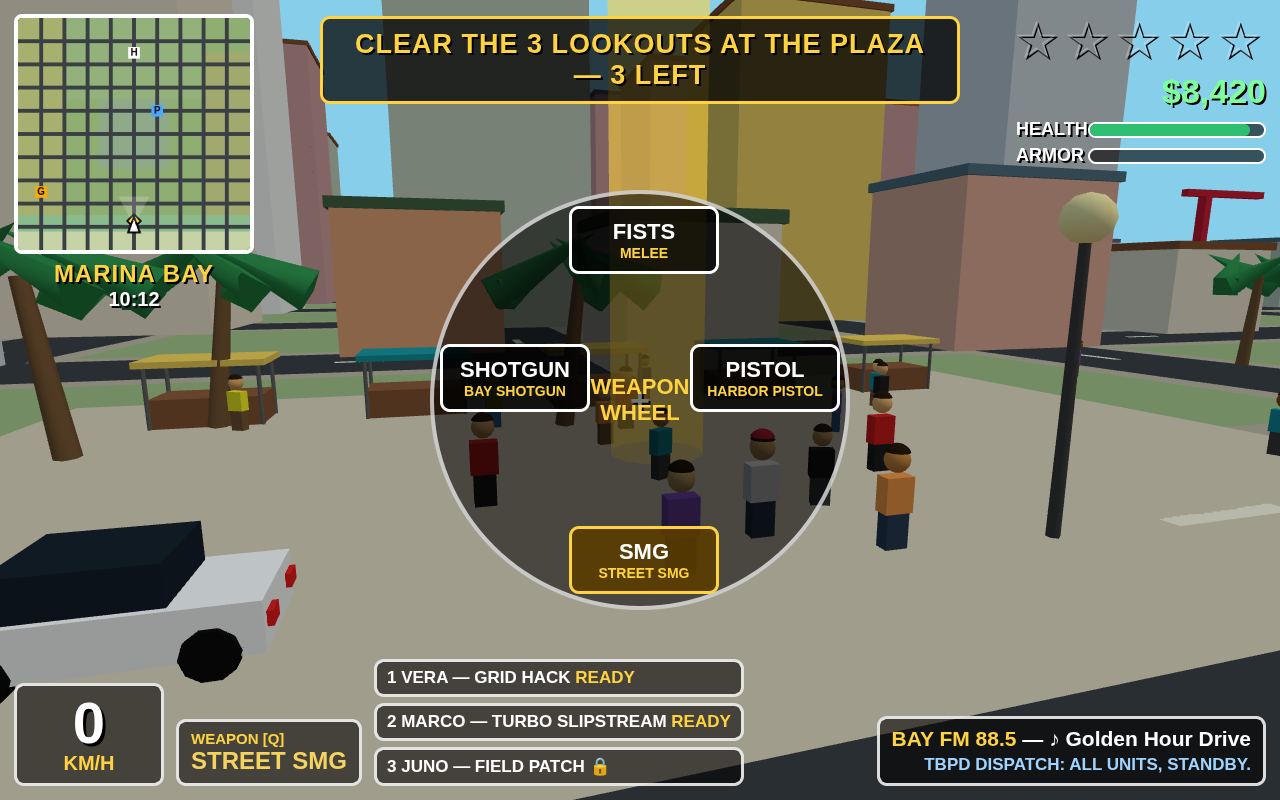 CLEAR THE 3 LOOKOUTS AT THE PLAZA
— 3 LEFT
H
P
G
MARINA BAY
10:12
$8,420
HEALTH
ARMOR
FISTS
MELEE
SHOTGUN
BAY SHOTGUN
WEAPON
WHEEL
PISTOL
HARBOR PISTOL
SMG
STREET SMG
0
KM/H
WEAPON [Q]
STREET SMG
1 VERA — GRID HACK READY
2 MARCO — TURBO SLIPSTREAM READY
3 JUNO — FIELD PATCH 🔒
BAY FM 88.5 — ♪ Golden Hour Drive
TBPD DISPATCH: ALL UNITS, STANDBY.